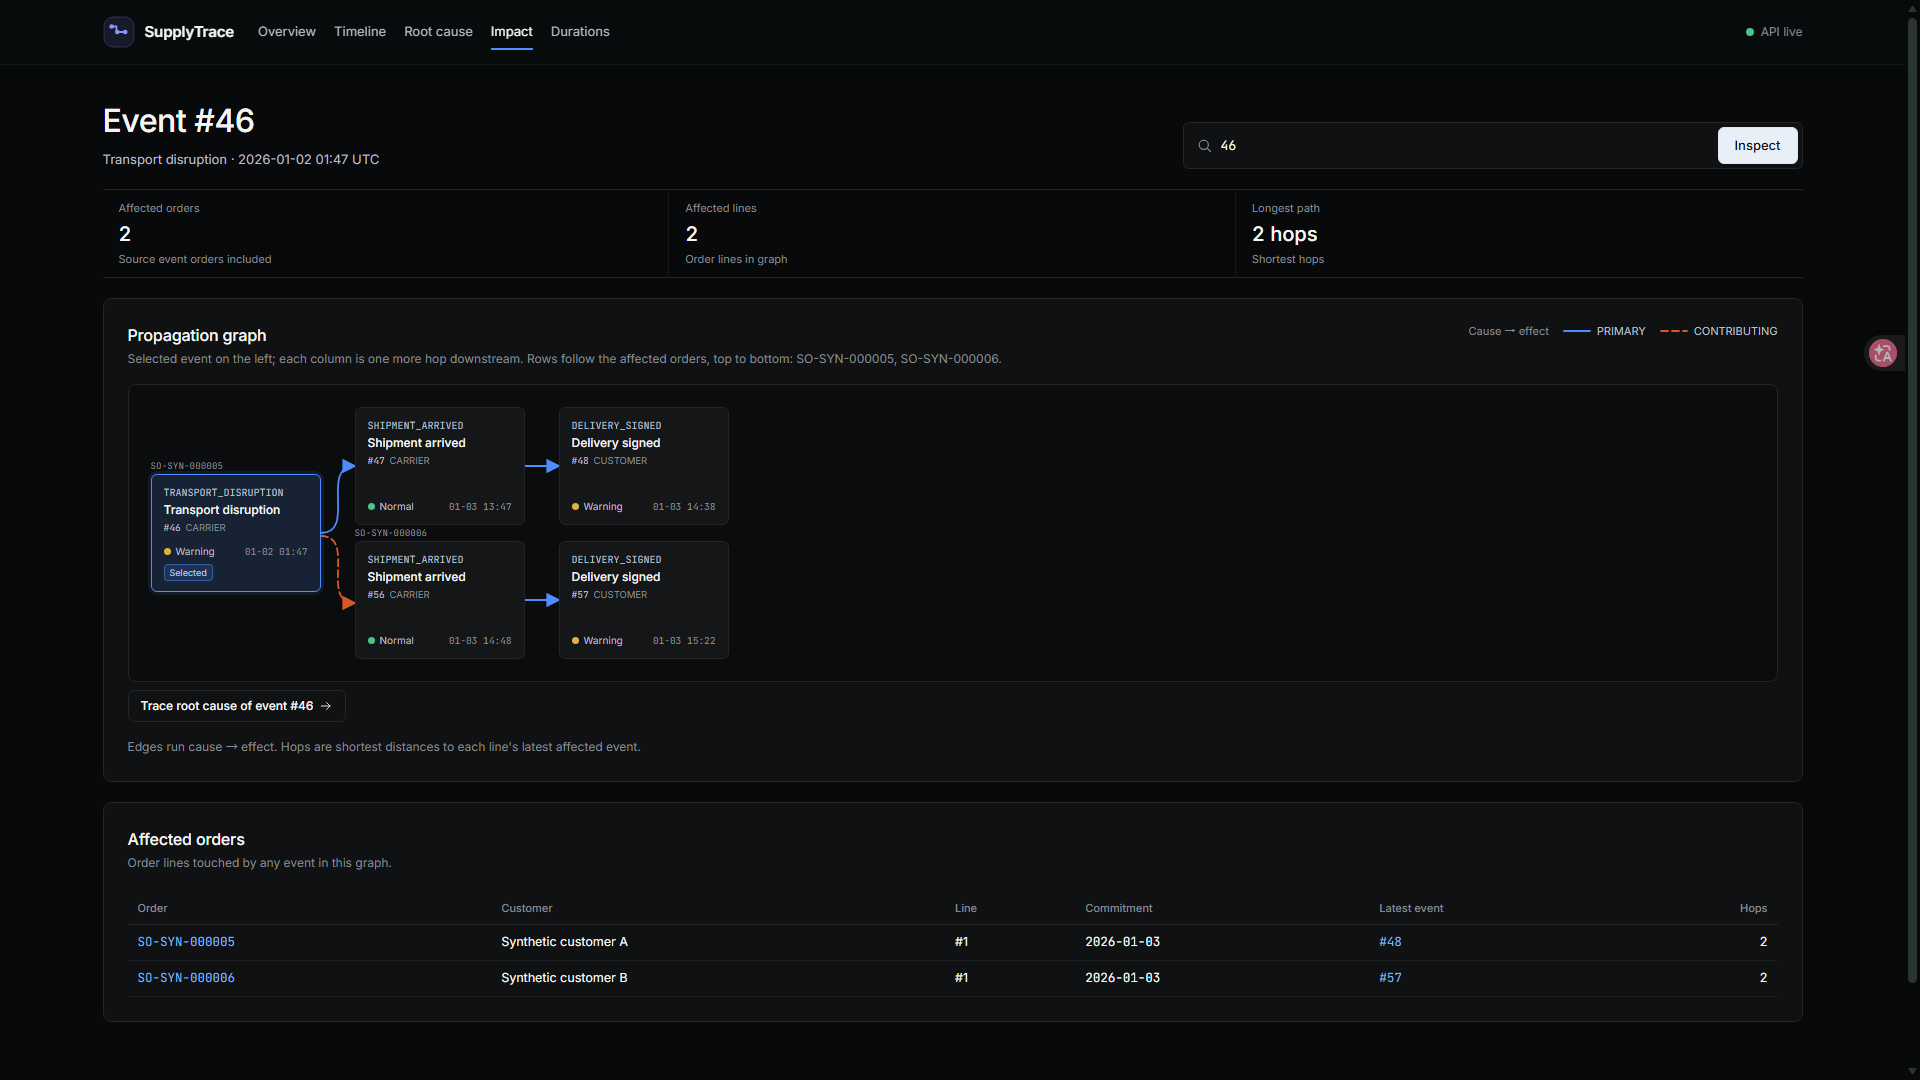 SupplyTrace
Overview
Timeline
Root cause
Impact
Durations
API live
Event #46
Transport disruption · 2026-01-02 01:47 UTC
46
Inspect
Affected orders
2
Source event orders included
Affected lines
2
Order lines in graph
Longest path
2 hops
Shortest hops
Propagation graph
Selected event on the left; each column is one more hop downstream. Rows follow the affected orders, top to bottom: SO-SYN-000005, SO-SYN-000006.
Cause → effect
PRIMARY
CONTRIBUTING
SO-SYN-000005
TRANSPORT_DISRUPTION
Transport disruption
#46 CARRIER
Warning 01-02 01:47
Selected
SHIPMENT_ARRIVED
Shipment arrived
#47 CARRIER
Normal 01-03 13:47
DELIVERY_SIGNED
Delivery signed
#48 CUSTOMER
Warning 01-03 14:38
SO-SYN-000006
SHIPMENT_ARRIVED
Shipment arrived
#56 CARRIER
Normal 01-03 14:48
DELIVERY_SIGNED
Delivery signed
#57 CUSTOMER
Warning 01-03 15:22
Trace root cause of event #46 →
Edges run cause → effect. Hops are shortest distances to each line's latest affected event.
Affected orders
Order lines touched by any event in this graph.
Order Customer Line Commitment Latest event Hops
SO-SYN-000005 Synthetic customer A #1 2026-01-03 #48 2
SO-SYN-000006 Synthetic customer B #1 2026-01-03 #57 2